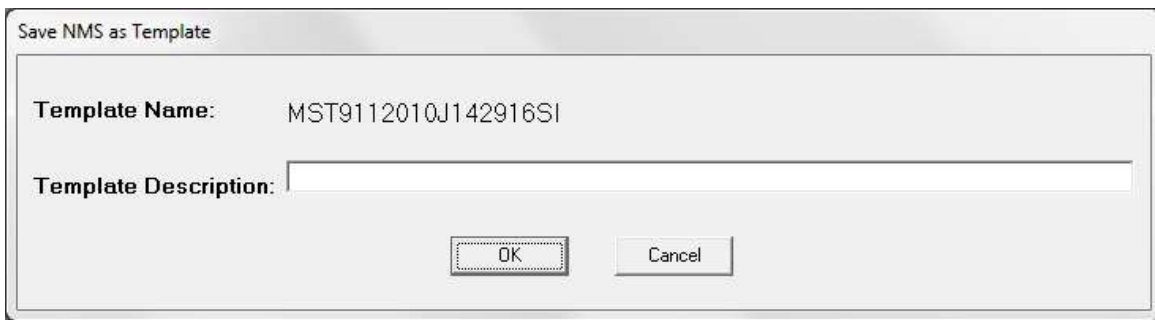 Save NMS as Template
Template Name: MST9112010J142916SI
Template Description:
OK Cancel